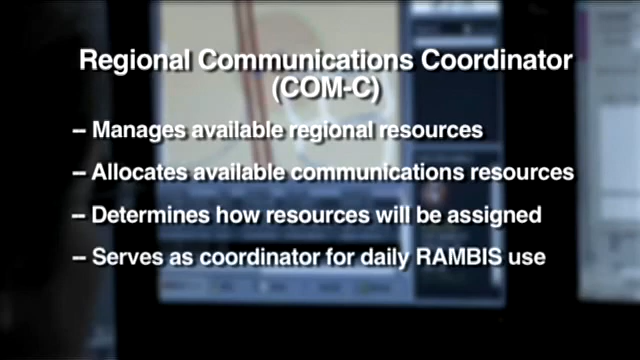 Regional Communications Coordinator
(COM-C)
-- Manages available regional resources
-- Allocates available communications resources
-- Determines how resources will be assigned
-- Serves as coordinator for daily RAMBIS use